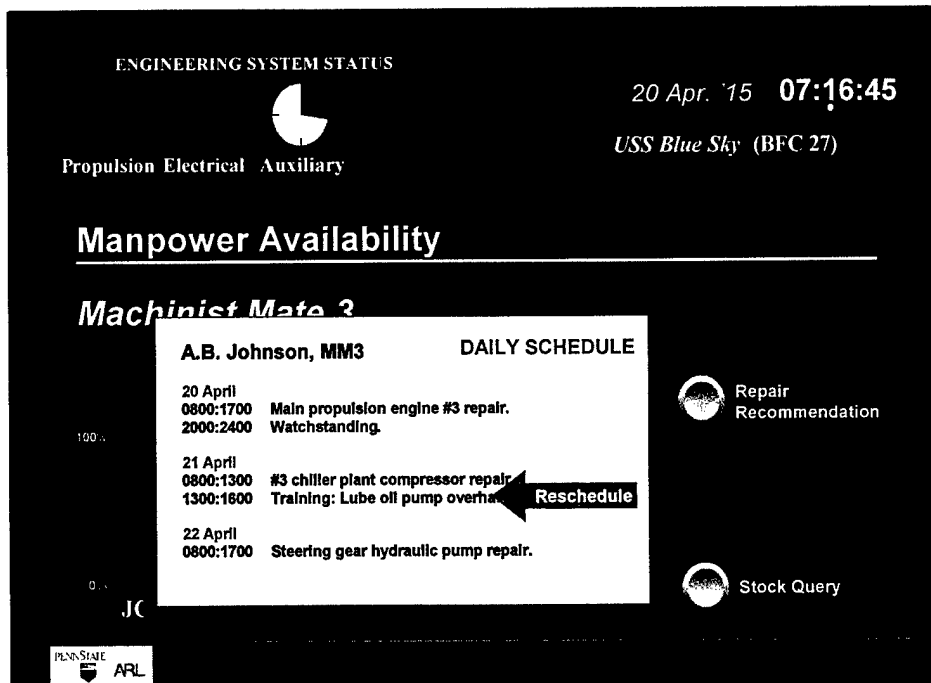 ENGINEERING SYSTEM STATUS
20 Apr. '15 07:16:45
USS Blue Sky (BFC 27)
Propulsion Electrical Auxiliary
Manpower Availability
Machinist Mate 3
A.B. Johnson, MM3 DAILY SCHEDULE
20 April
0800:1700 Main propulsion engine #3 repair.
2000:2400 Watchstanding.
21 April
0800:1300 #3 chiller plant compressor repair.
1300:1600 Training: Lube oil pump overha
Reschedule
22 April
0800:1700 Steering gear hydraulic pump repair.
Repair
Recommendation
100%
0%
Stock Query
PENNSTATE
ARL